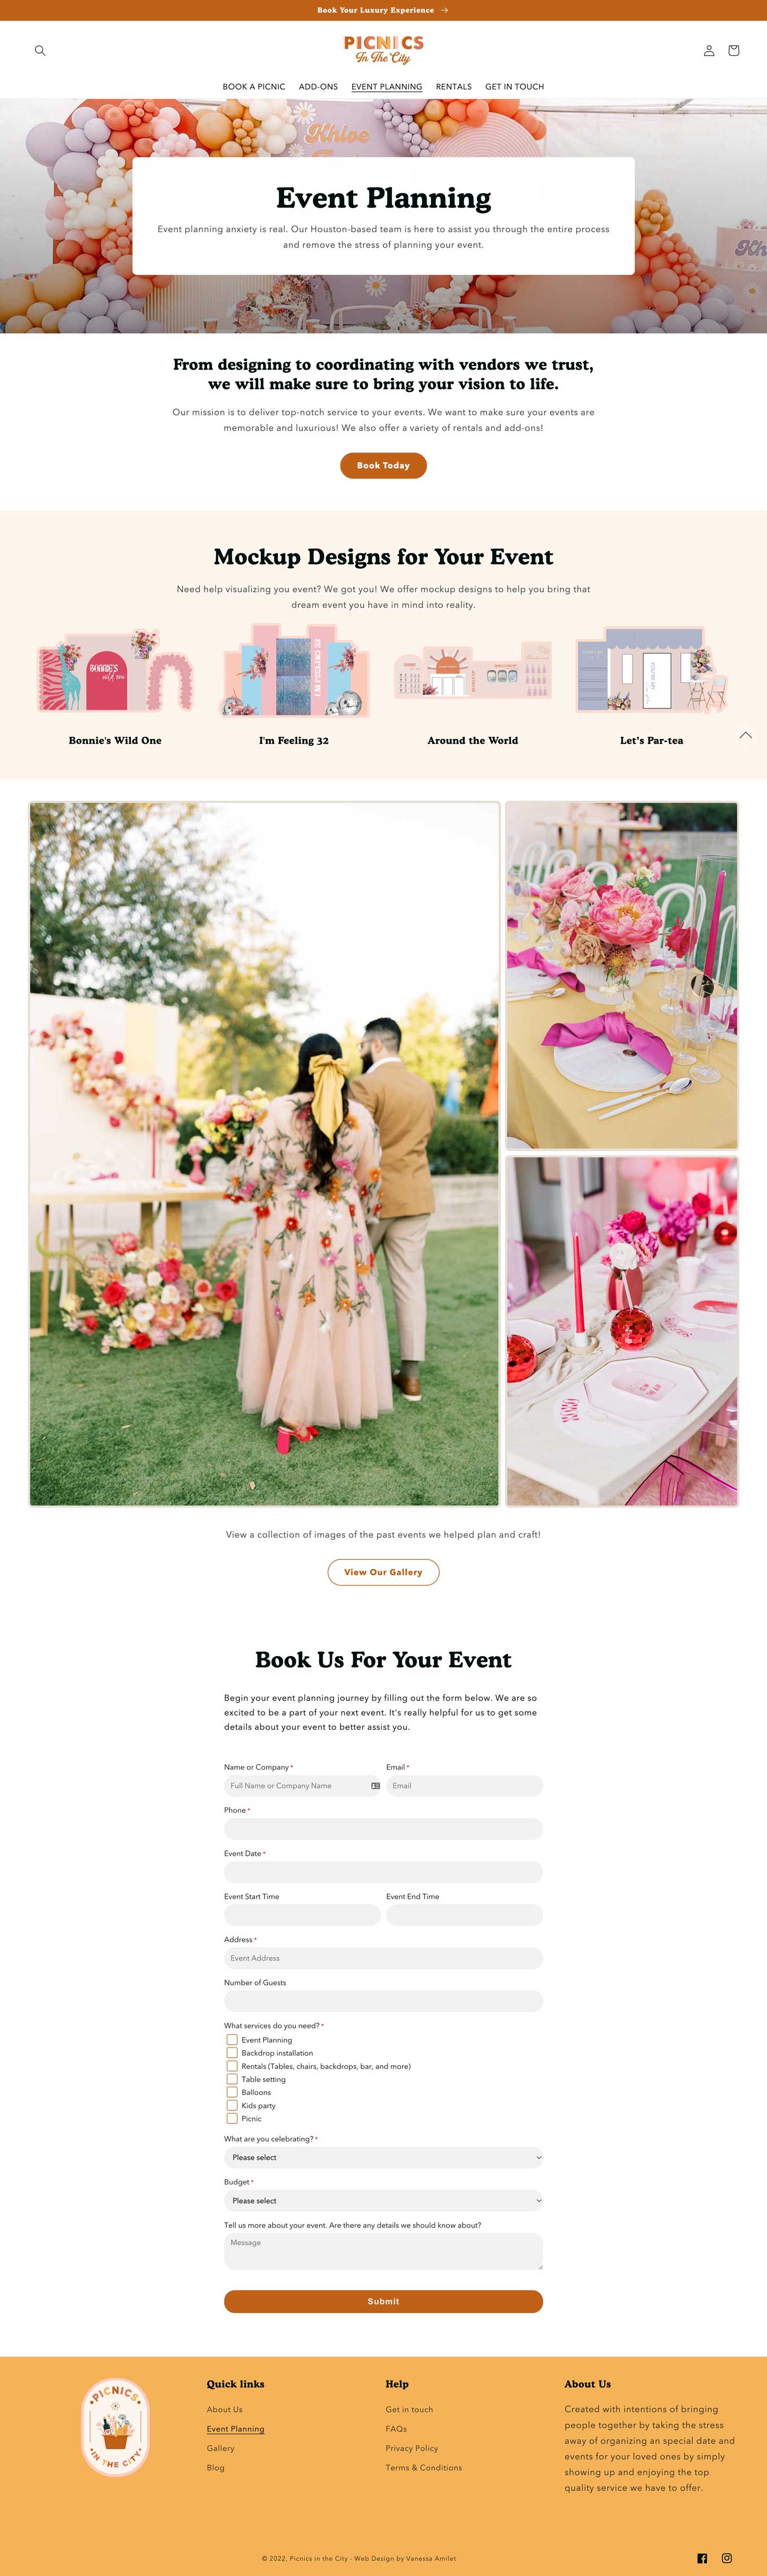 Book Your Luxury Experience →
PICNICS
In The City
BOOK A PICNIC ADD-ONS EVENT PLANNING RENTALS GET IN TOUCH
Khloe
Event Planning
Event planning anxiety is real. Our Houston-based team is here to assist you through the entire process
and remove the stress of planning your event.
From designing to coordinating with vendors we trust,
we will make sure to bring your vision to life.
Our mission is to deliver top-notch service to your events. We want to make sure your events are
memorable and luxurious! We also offer a variety of rentals and add-ons!
Book Today
Mockup Designs for Your Event
Need help visualizing you event? We got you! We offer mockup designs to help you bring that
dream event you have in mind into reality.
BONNIE'S
wild one
Bonnie's Wild One
I'm Feeling 32
Around the World
Let's Par-tea
View a collection of images of the past events we helped plan and craft!
View Our Gallery
Book Us For Your Event
Begin your event planning journey by filling out the form below. We are so
excited to be a part of your next event. It's really helpful for us to get some
details about your event to better assist you.
Name or Company * Email *
Full Name or Company Name Email
Phone *
Event Date *
Event Start Time Event End Time
Address *
Event Address
Number of Guests
What services do you need? *
Event Planning
Backdrop installation
Rentals (Tables, chairs, backdrops, bar, and more)
Table setting
Balloons
Kids party
Picnic
What are you celebrating? *
Please select
Budget *
Please select
Tell us more about your event. Are there any details we should know about?
Message
Submit
PICNICS
IN THE CITY
Quick links
About Us
Event Planning
Gallery
Blog
Help
Get in touch
FAQs
Privacy Policy
Terms & Conditions
About Us
Created with intentions of bringing
people together by taking the stress
away of organizing an special date and
events for your loved ones by simply
showing up and enjoying the top
quality service we have to offer.
© 2022, Picnics in the City - Web Design by Vanessa Amilet